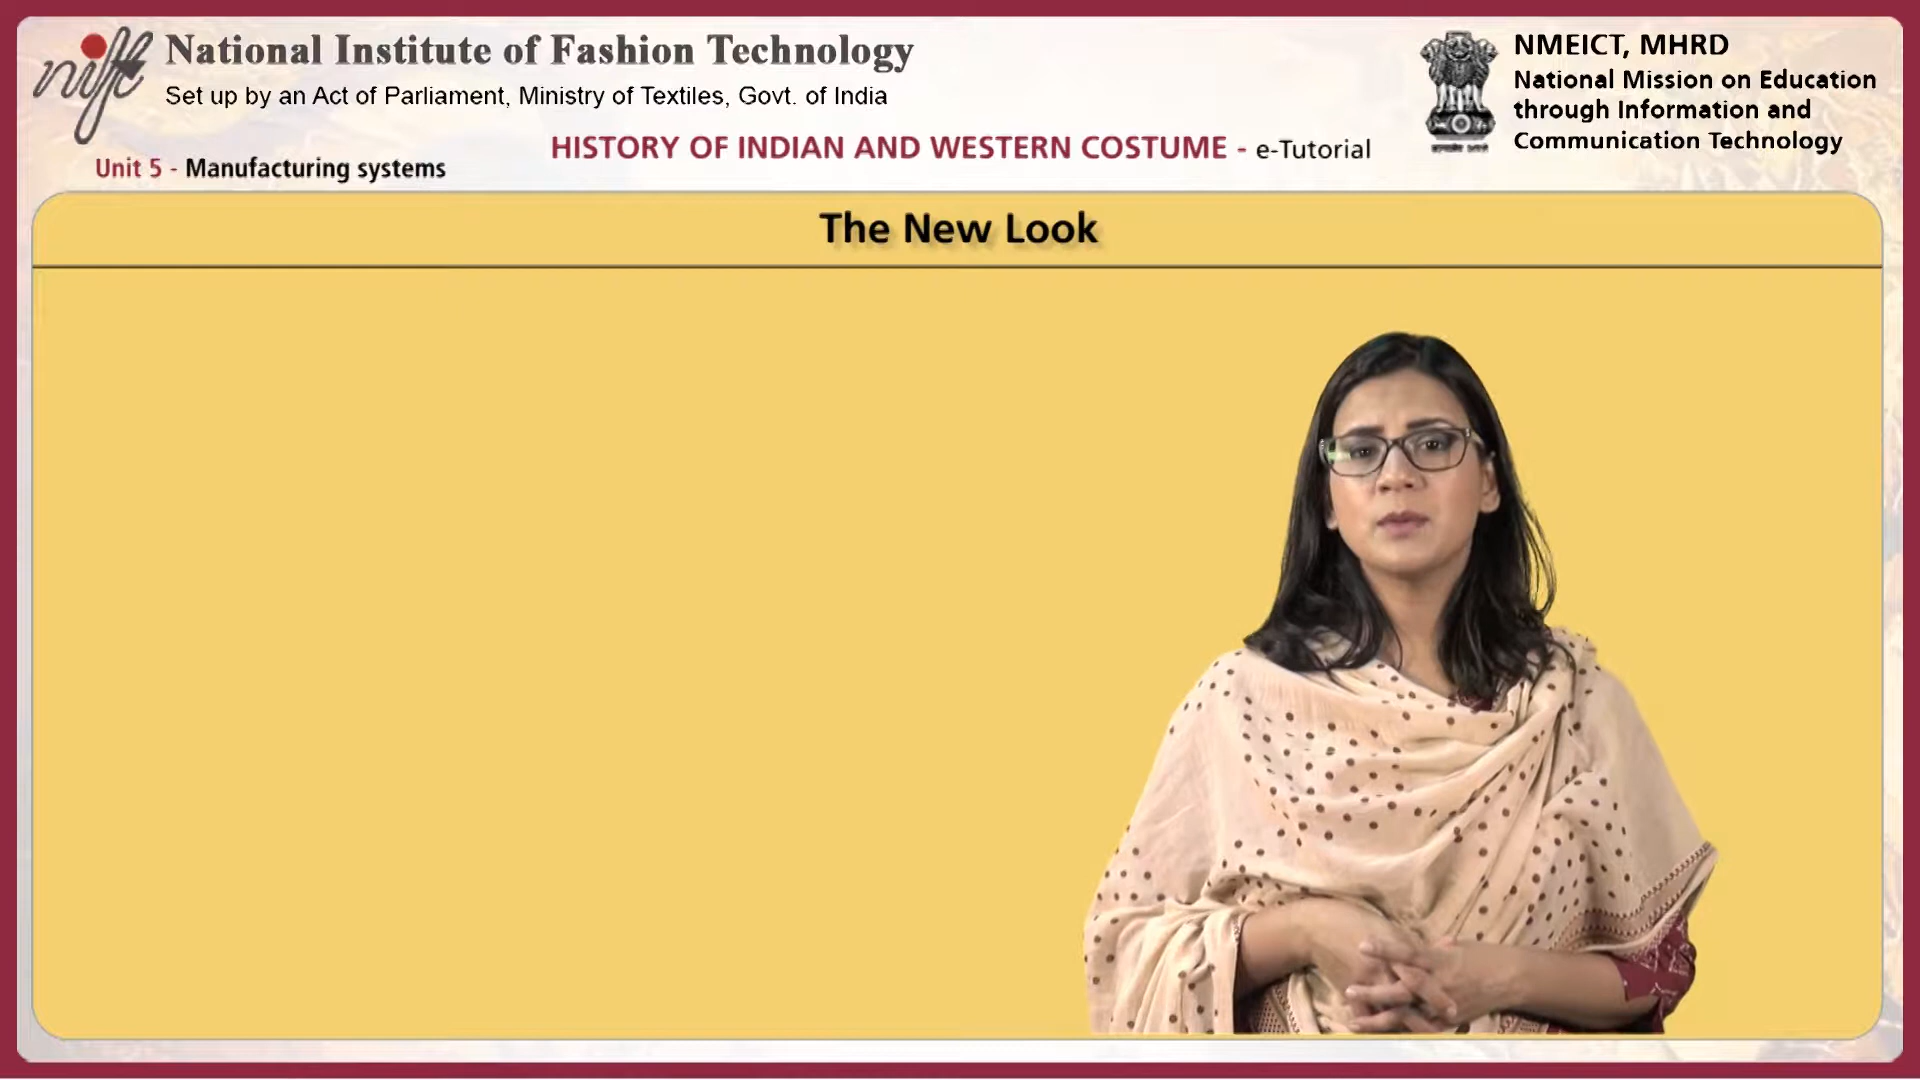 nift
National Institute of Fashion Technology
Set up by an Act of Parliament, Ministry of Textiles, Govt. of India
NMEICT, MHRD
National Mission on Education
through Information and
Communication Technology
HISTORY OF INDIAN AND WESTERN COSTUME - e-Tutorial
Unit 5 - Manufacturing systems
The New Look